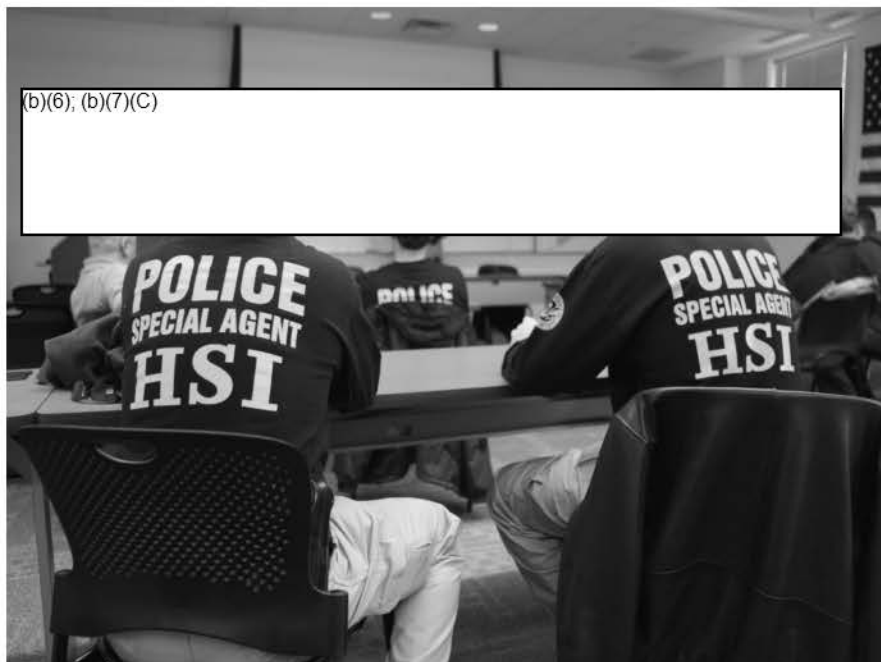 (b)(6); (b)(7)(C)
POLICE
SPECIAL AGENT
HSI
POLICE
POLICE
SPECIAL AGENT
HSI